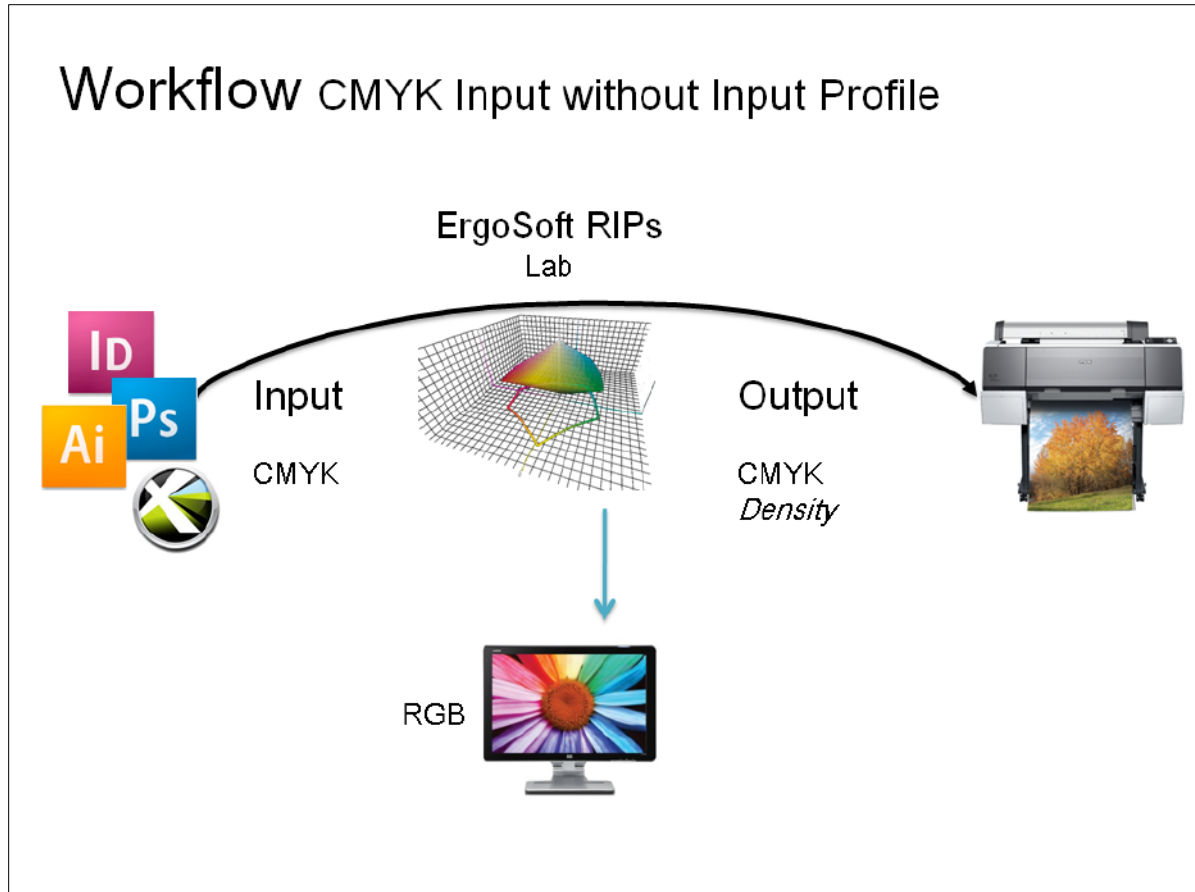 Workflow CMYK Input without Input Profile
ErgoSoft RIPs
Lab
ID
Ps
Ai
Input
Output
CMYK
CMYK
Density
RGB